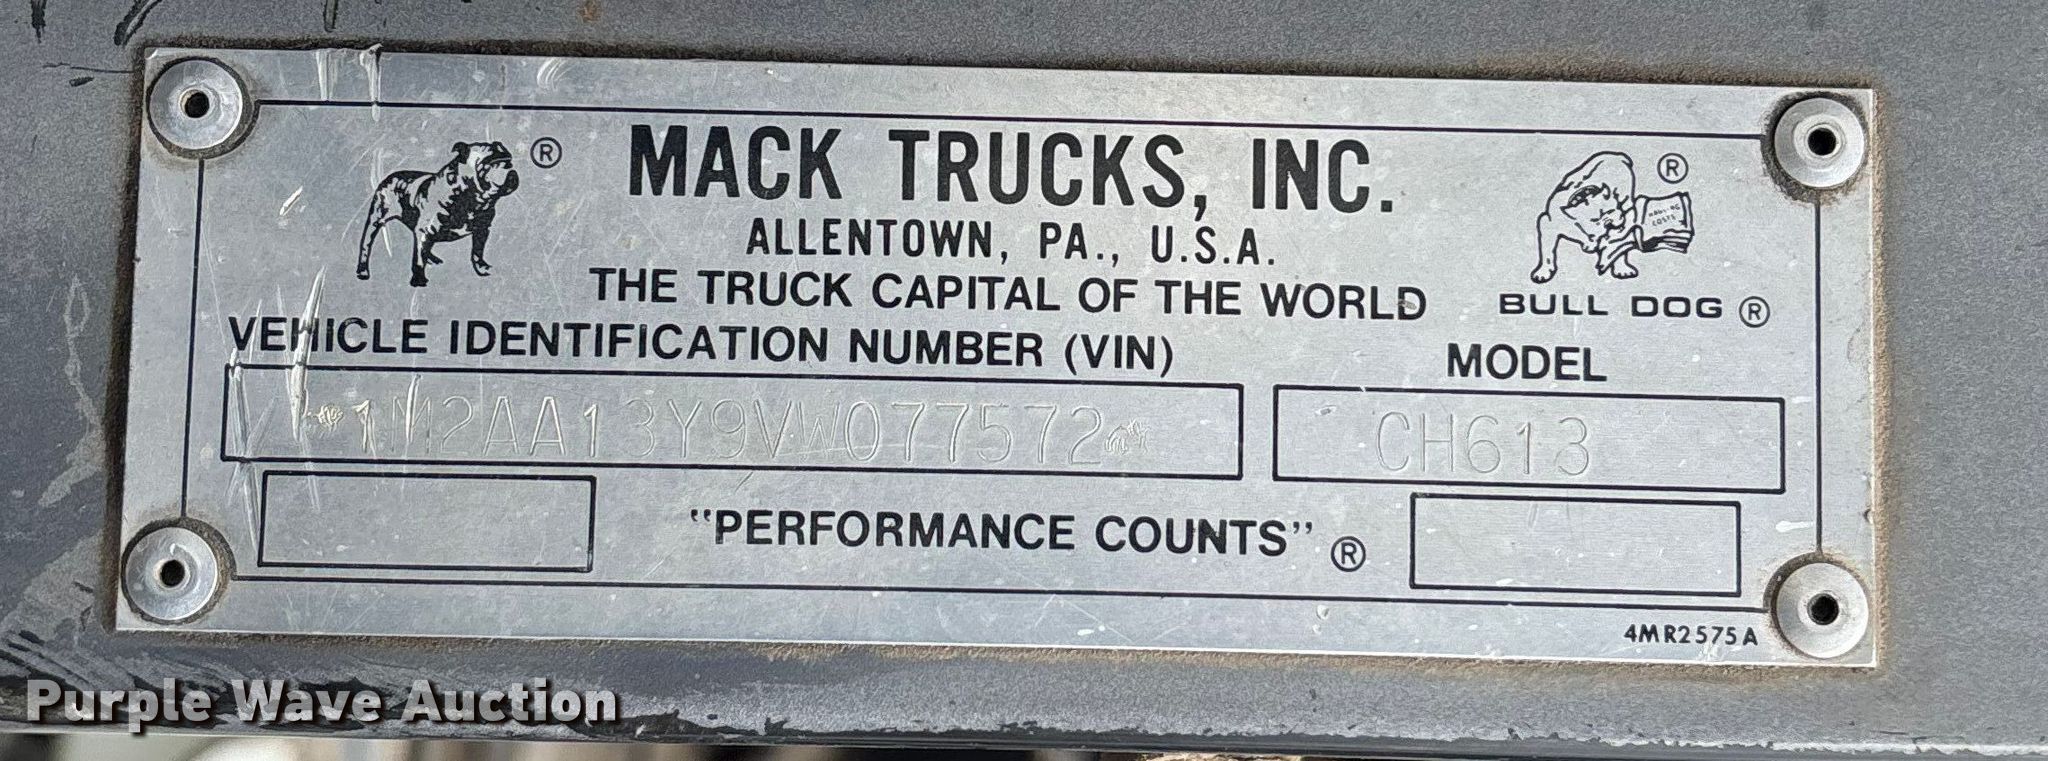 ® MACK TRUCKS, INC. ®
ALLENTOWN, PA., U.S.A.
THE TRUCK CAPITAL OF THE WORLD
BULL DOG ®
VEHICLE IDENTIFICATION NUMBER (VIN)
MODEL
1M2AA13Y9VW077572
CH613
"PERFORMANCE COUNTS" ®
4MR2575A
Purple Wave Auction